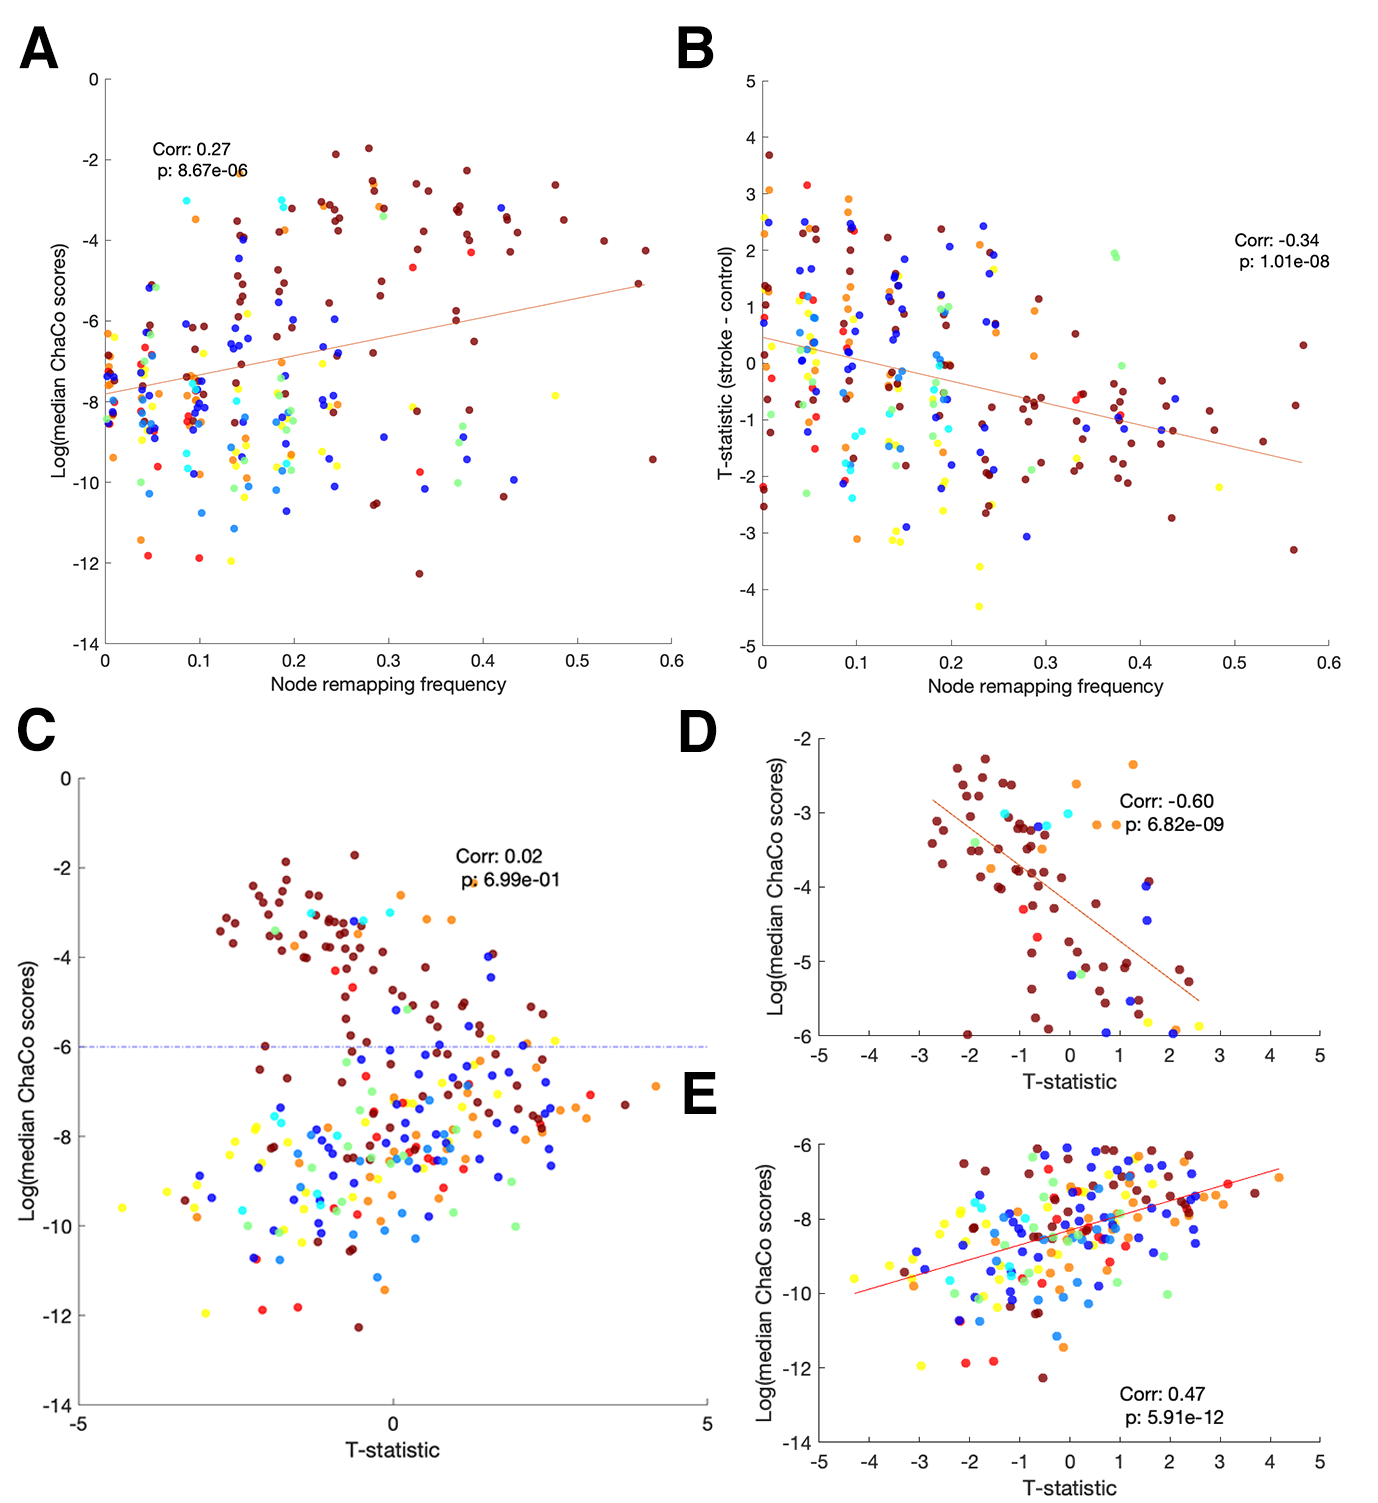 A
Log(median ChaCo scores)
0
-2
-4
-6
-8
-10
-12
-14
Corr: 0.27
p: 8.67e-06
0 0.1 0.2 0.3 0.4 0.5 0.6
Node remapping frequency
B
T-statistic (stroke - control)
5
4
3
2
1
0
-1
-2
-3
-4
-5
Corr: -0.34
p: 1.01e-08
0 0.1 0.2 0.3 0.4 0.5 0.6
Node remapping frequency
C
Log(median ChaCo scores)
0
-2
-4
-6
-8
-10
-12
-14
Corr: 0.02
p: 6.99e-01
-5 0 5
T-statistic
D
Log(median ChaCo scores)
-2
-3
-4
-5
-6
Corr: -0.60
p: 6.82e-09
-5 -4 -3 -2 -1 0 1 2 3 4 5
T-statistic
E
Log(median ChaCo scores)
-6
-8
-10
-12
-14
Corr: 0.47
p: 5.91e-12
-5 -4 -3 -2 -1 0 1 2 3 4 5
T-statistic